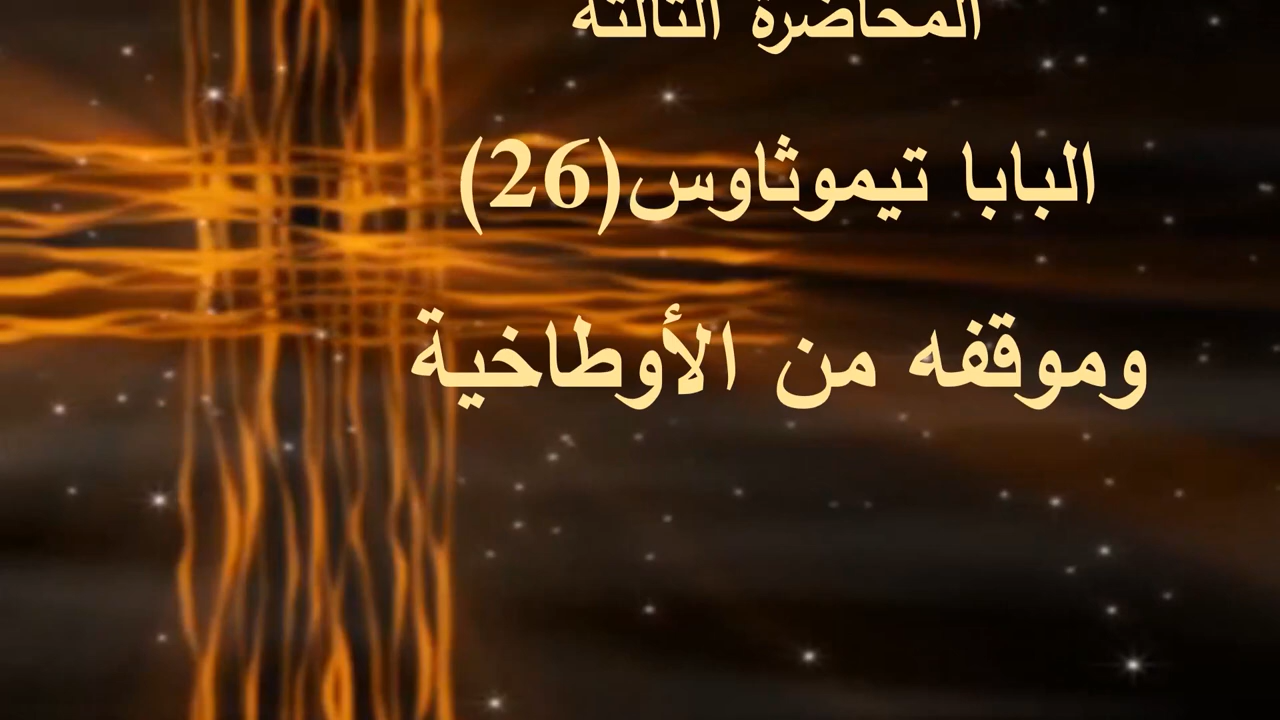 المحاضرة الثالثة
البابا تيموثاوس(26)
وموقفه من الأوطاخية